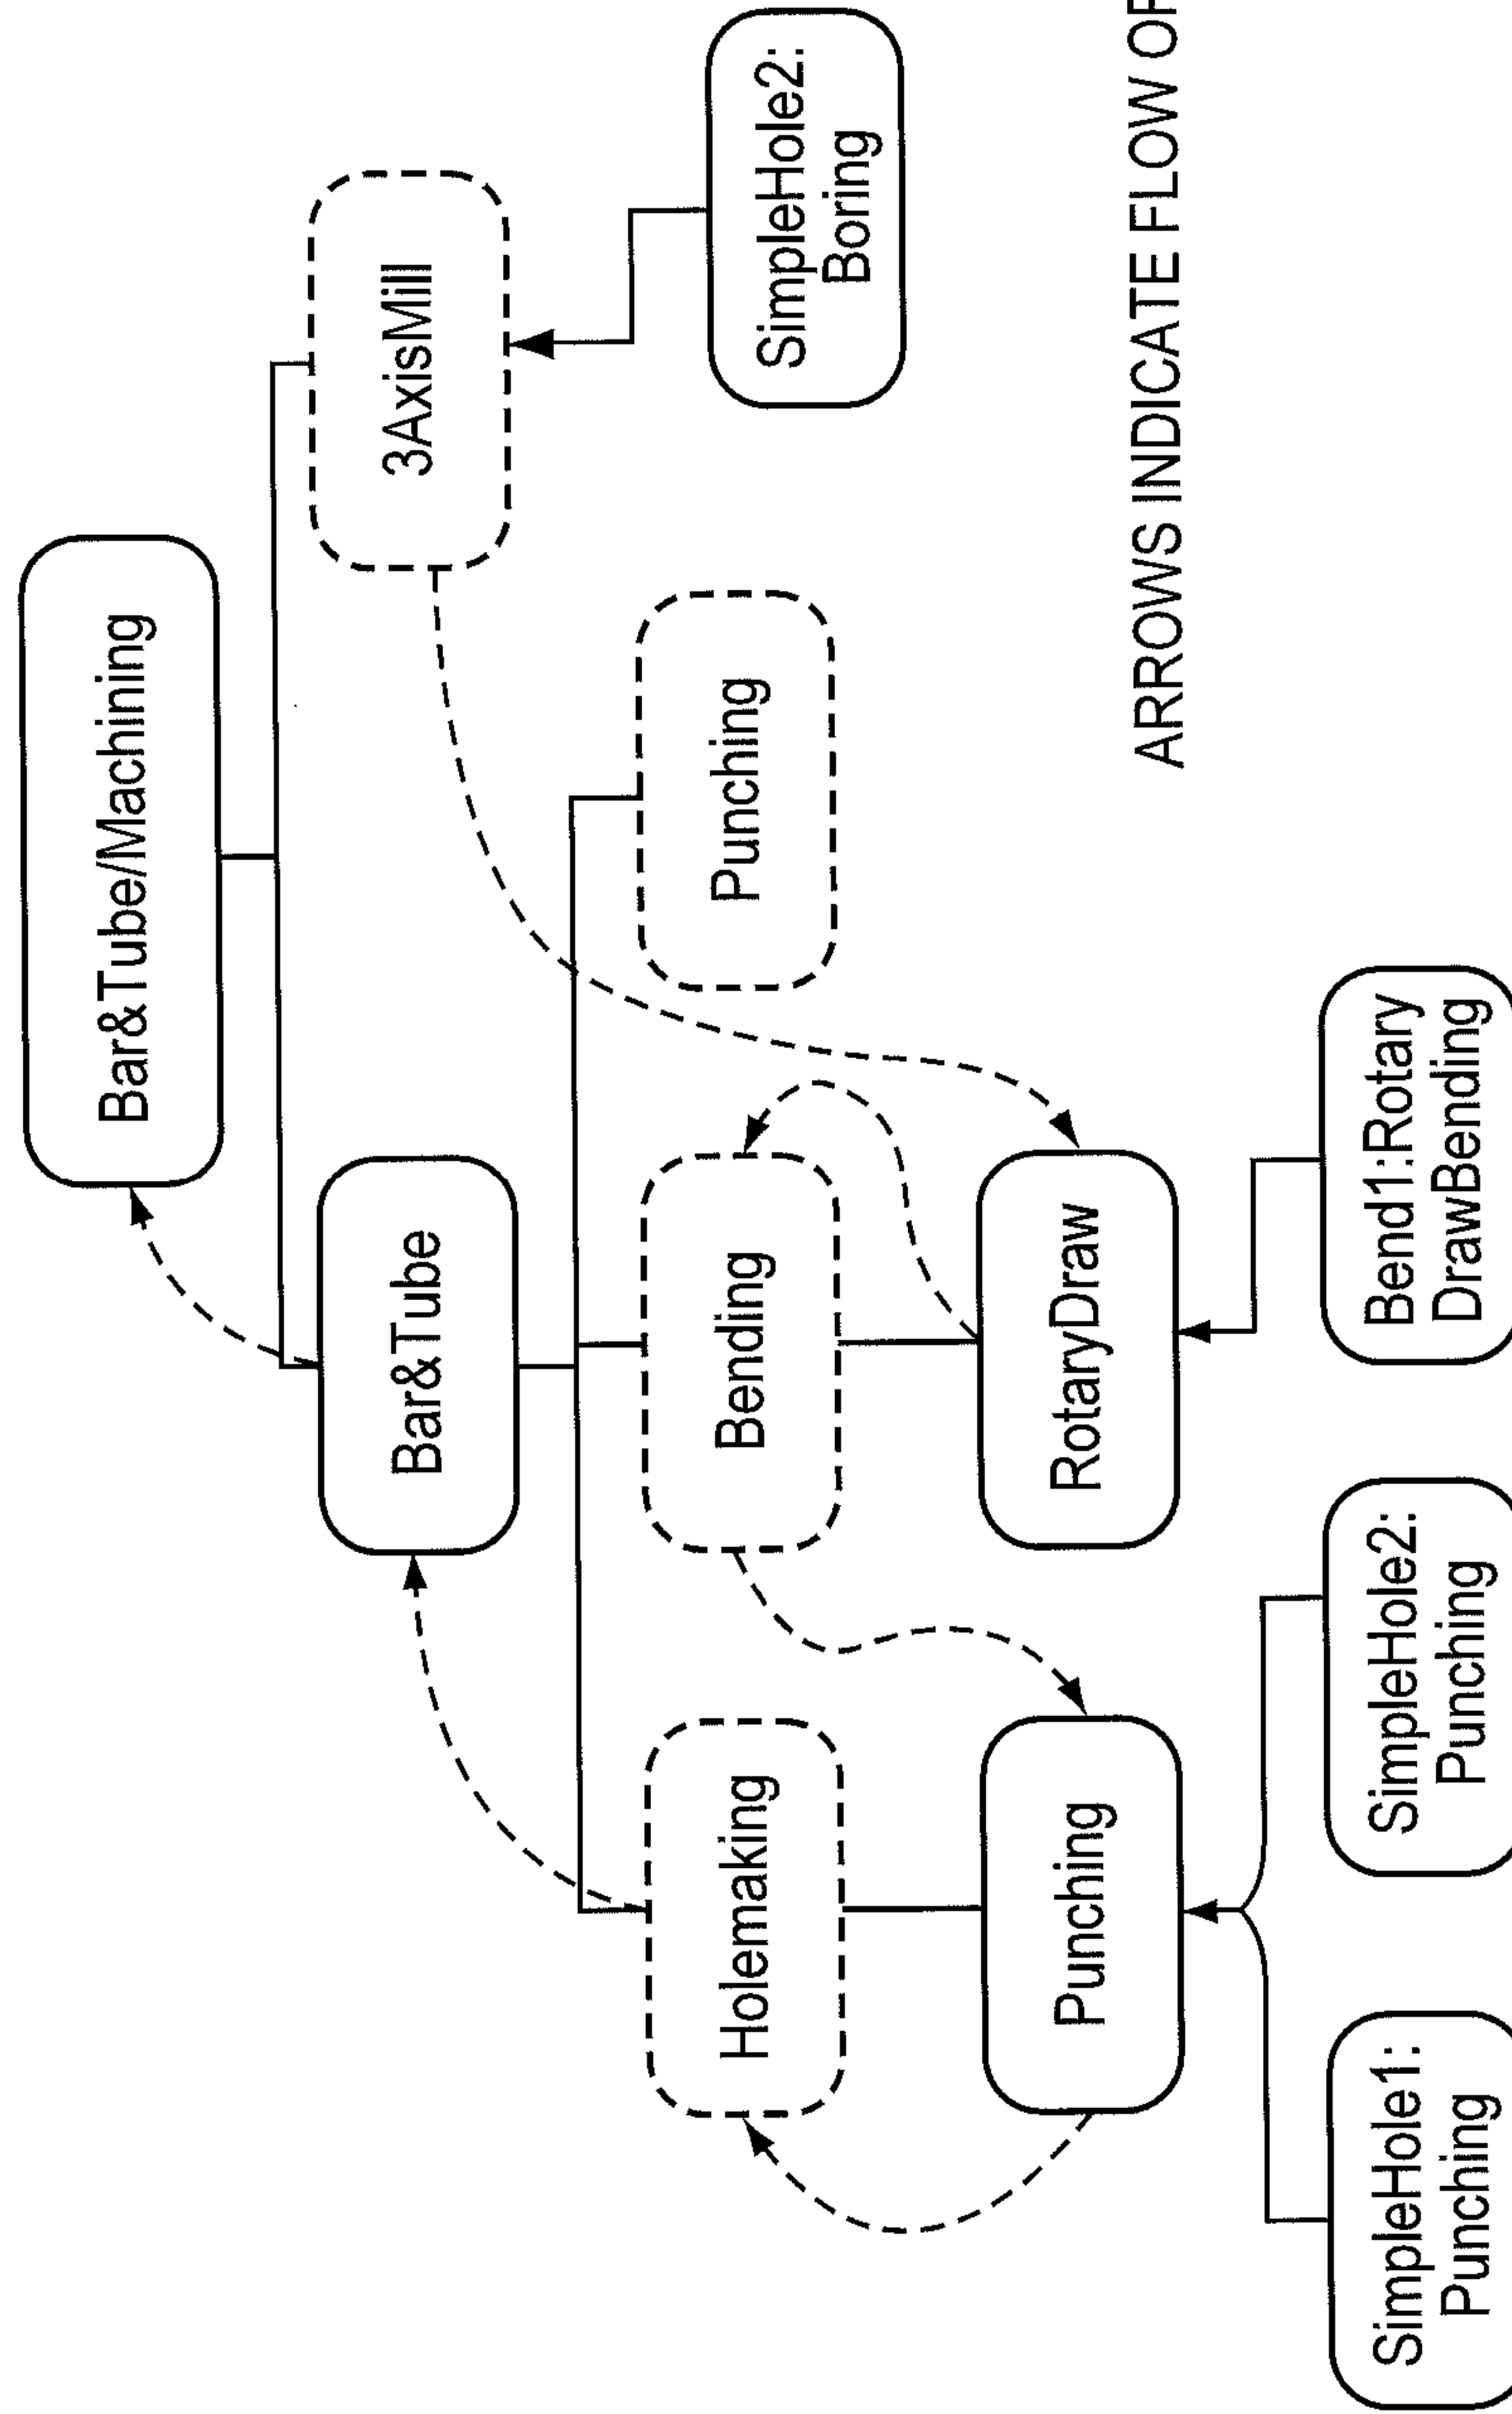 Bar&Tube/Machining
Bar&Tube
3AxisMill
Holemaking
Bending
Punching
SimpleHole2:
Boring
Punching
RotaryDraw
SimpleHole1:
Punching
SimpleHole2:
Punching
Bend1:Rotary
DrawBending
ARROWS INDICATE FLOW OF